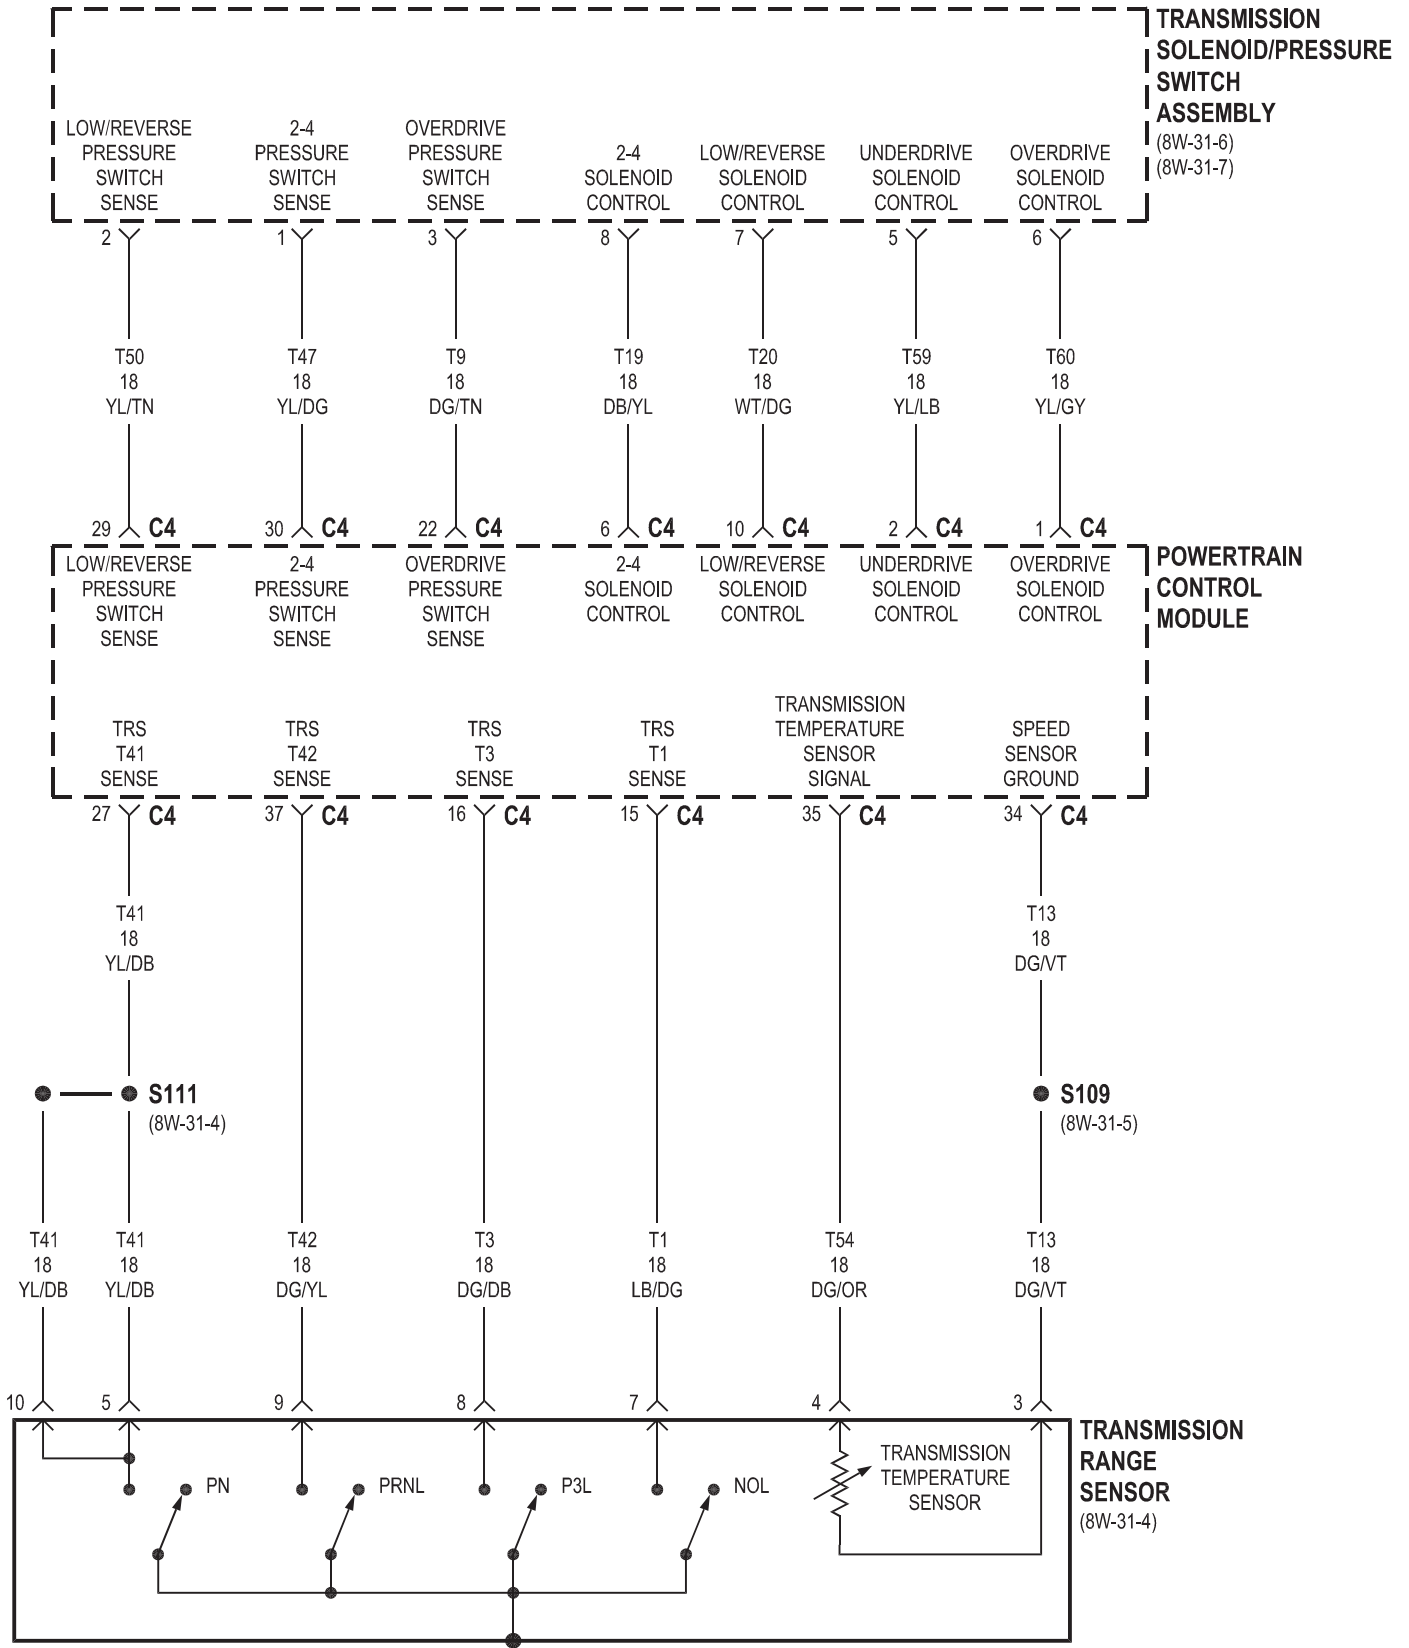 TRANSMISSION
SOLENOID/PRESSURE
SWITCH
ASSEMBLY
(8W-31-6)
(8W-31-7)
LOW/REVERSE
PRESSURE
SWITCH
SENSE
2-4
PRESSURE
SWITCH
SENSE
OVERDRIVE
PRESSURE
SWITCH
SENSE
2-4
SOLENOID
CONTROL
LOW/REVERSE
SOLENOID
CONTROL
UNDERDRIVE
SOLENOID
CONTROL
OVERDRIVE
SOLENOID
CONTROL
2 1 3 8 7 5 6
T50
18
YL/TN
T47
18
YL/DG
T9
18
DG/TN
T19
18
DB/YL
T20
18
WT/DG
T59
18
YL/LB
T60
18
YL/GY
29 C4 30 C4 22 C4 6 C4 10 C4 2 C4 1 C4
POWERTRAIN
CONTROL
MODULE
LOW/REVERSE
PRESSURE
SWITCH
SENSE
2-4
PRESSURE
SWITCH
SENSE
OVERDRIVE
PRESSURE
SWITCH
SENSE
2-4
SOLENOID
CONTROL
LOW/REVERSE
SOLENOID
CONTROL
UNDERDRIVE
SOLENOID
CONTROL
OVERDRIVE
SOLENOID
CONTROL
TRS
T41
SENSE
TRS
T42
SENSE
TRS
T3
SENSE
TRS
T1
SENSE
TRANSMISSION
TEMPERATURE
SENSOR
SIGNAL
SPEED
SENSOR
GROUND
27 C4 37 C4 16 C4 15 C4 35 C4 34 C4
T41
18
YL/DB
T13
18
DG/VT
S111
(8W-31-4)
S109
(8W-31-5)
T41
18
YL/DB
T41
18
YL/DB
T42
18
DG/YL
T3
18
DG/DB
T1
18
LB/DG
T54
18
DG/OR
T13
18
DG/VT
10 5 9 8 7 4 3
TRANSMISSION
RANGE
SENSOR
(8W-31-4)
PN
PRNL
P3L
NOL
TRANSMISSION
TEMPERATURE
SENSOR